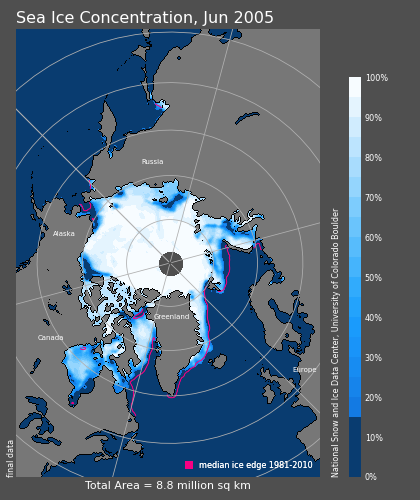 Sea Ice Concentration, Jun 2005
Russia
Alaska
Greenland
Canada
Europe
median ice edge 1981-2010
Total Area = 8.8 million sq km
final data
National Snow and Ice Data Center, University of Colorado Boulder
100%
90%
80%
70%
60%
50%
40%
30%
20%
10%
0%